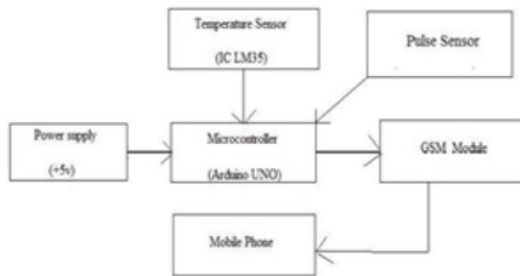 Temperature Sensor
(IC LM35)
Pulse Sensor
Power supply
(+5v)
Microcontroller
(Arduino UNO)
GSM Module
Mobile Phone